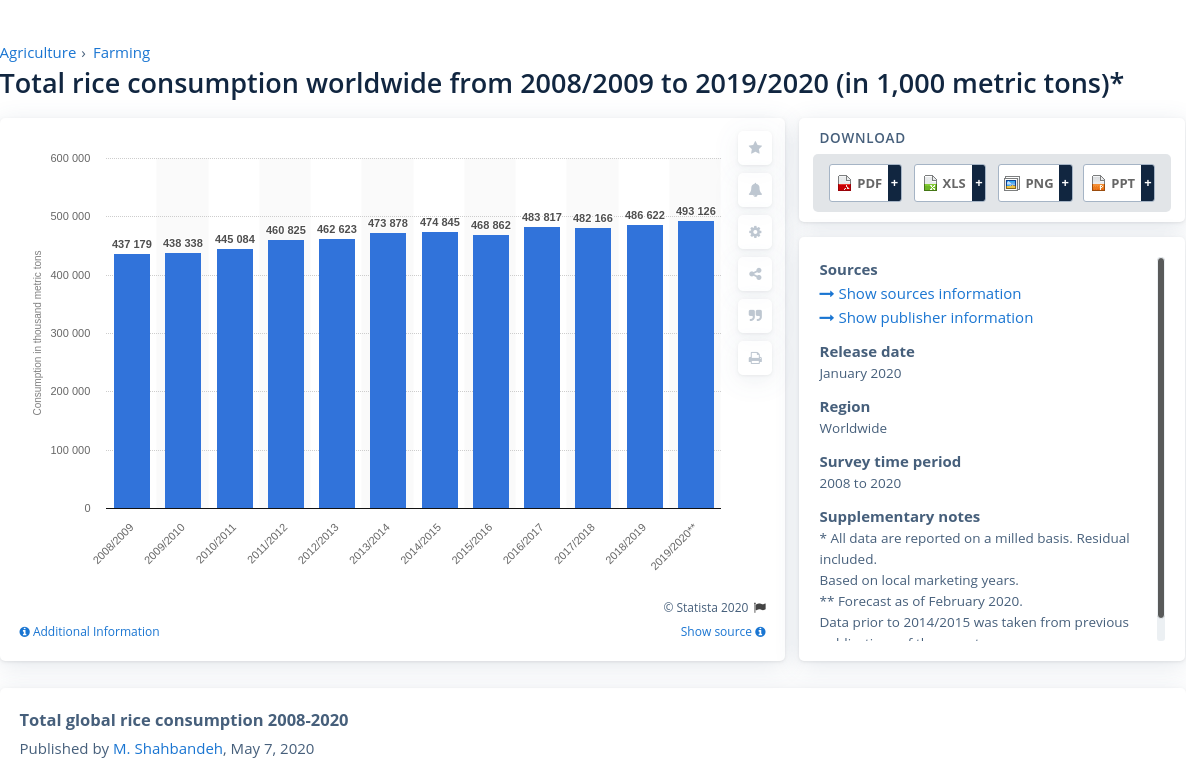 Agriculture › Farming
Total rice consumption worldwide from 2008/2009 to 2019/2020 (in 1,000 metric tons)*
600 000
500 000
400 000
300 000
200 000
100 000
0
Consumption in thousand metric tons
437 179
438 338
445 084
460 825
462 623
473 878
474 845
468 862
483 817
482 166
486 622
493 126
2008/2009
2009/2010
2010/2011
2011/2012
2012/2013
2013/2014
2014/2015
2015/2016
2016/2017
2017/2018
2018/2019
2019/2020**
© Statista 2020
Additional Information
Show source
DOWNLOAD
PDF +
XLS +
PNG +
PPT +
Sources
Show sources information
Show publisher information
Release date
January 2020
Region
Worldwide
Survey time period
2008 to 2020
Supplementary notes
* All data are reported on a milled basis. Residual
included.
Based on local marketing years.
** Forecast as of February 2020.
Data prior to 2014/2015 was taken from previous
Total global rice consumption 2008-2020
Published by M. Shahbandeh, May 7, 2020